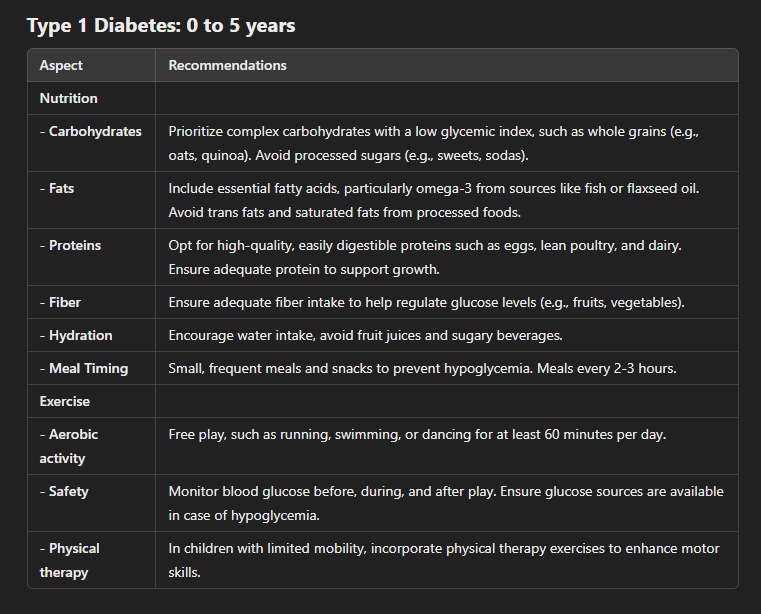 Type 1 Diabetes: 0 to 5 years
Aspect Recommendations
Nutrition
- Carbohydrates Prioritize complex carbohydrates with a low glycemic index, such as whole grains (e.g.,
oats, quinoa). Avoid processed sugars (e.g., sweets, sodas).
- Fats Include essential fatty acids, particularly omega-3 from sources like fish or flaxseed oil.
Avoid trans fats and saturated fats from processed foods.
- Proteins Opt for high-quality, easily digestible proteins such as eggs, lean poultry, and dairy.
Ensure adequate protein to support growth.
- Fiber Ensure adequate fiber intake to help regulate glucose levels (e.g., fruits, vegetables).
- Hydration Encourage water intake, avoid fruit juices and sugary beverages.
- Meal Timing Small, frequent meals and snacks to prevent hypoglycemia. Meals every 2-3 hours.
Exercise
- Aerobic Free play, such as running, swimming, or dancing for at least 60 minutes per day.
activity
- Safety Monitor blood glucose before, during, and after play. Ensure glucose sources are available
in case of hypoglycemia.
- Physical In children with limited mobility, incorporate physical therapy exercises to enhance motor
therapy skills.